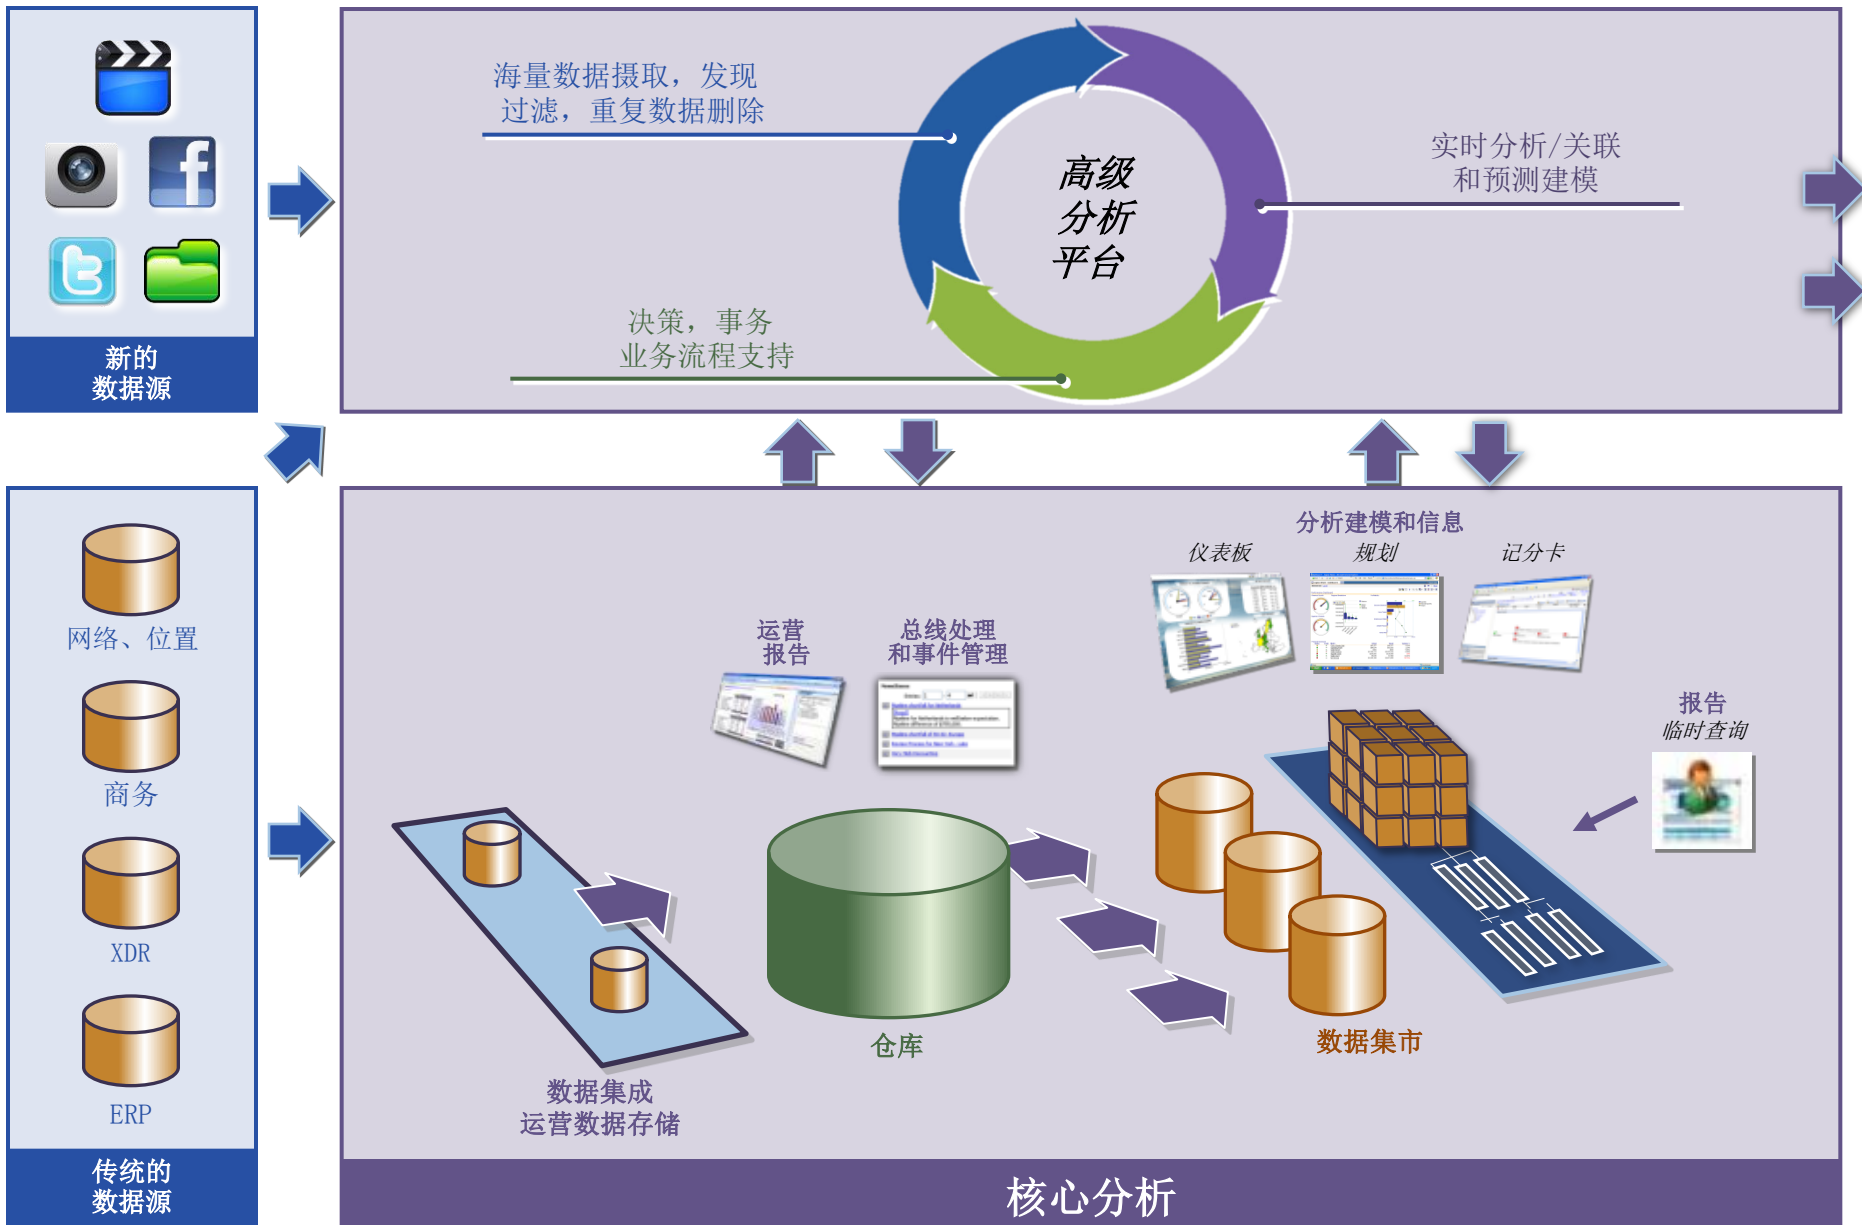 海量数据摄取，发现
过滤，重复数据删除
实时分析/关联
和预测建模
高级
分析
平台
决策，事务
业务流程支持
新的
数据源
网络、位置
商务
XDR
ERP
传统的
数据源
分析建模和信息
仪表板
规划
记分卡
运营
报告
总线处理
和事件管理
报告
临时查询
仓库
数据集市
数据集成
运营数据存储
核心分析